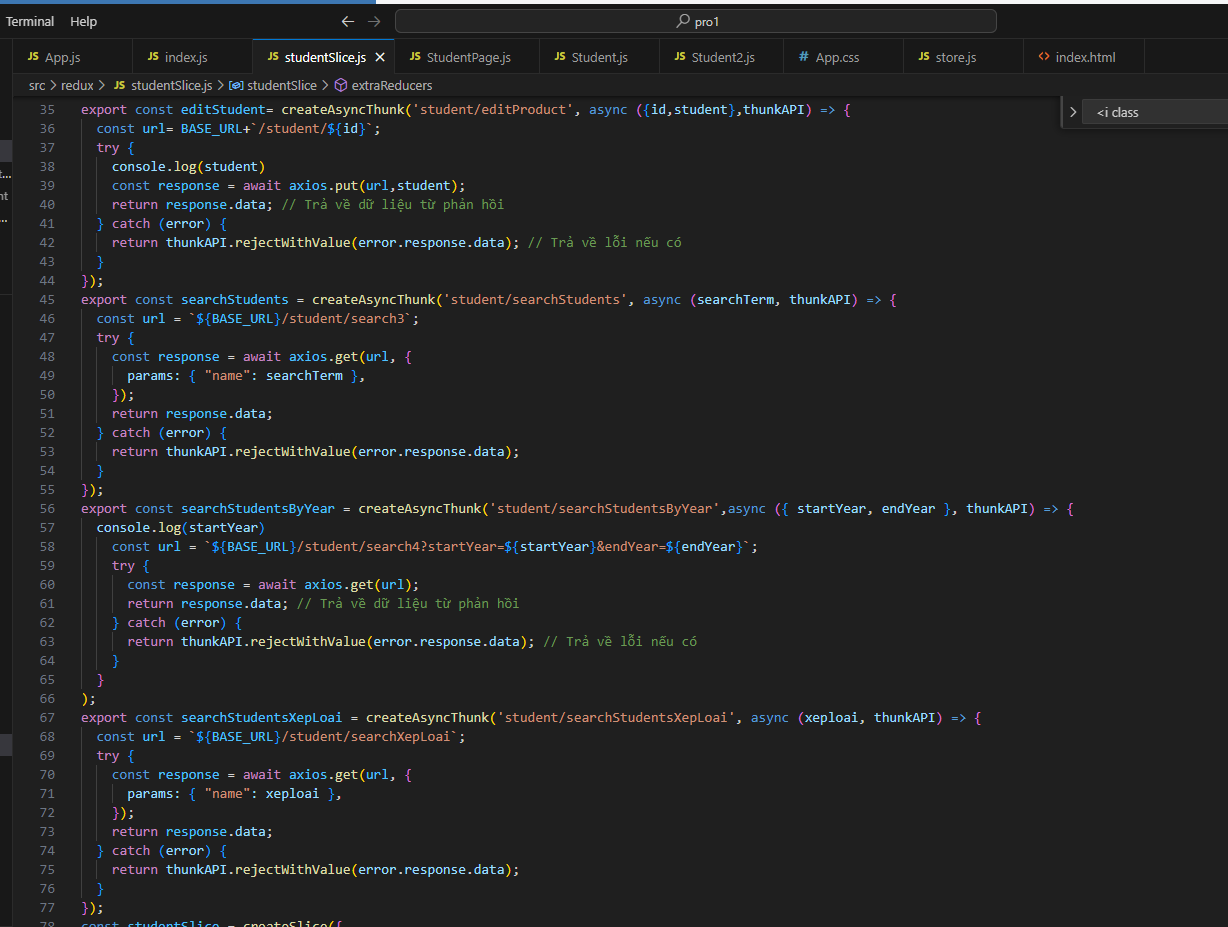 Terminal Help
pro1
JS App.js
JS index.js
JS studentSlice.js
JS StudentPage.js
JS Student.js
JS Student2.js
# App.css
JS store.js
<> index.html
src > redux > JS studentSlice.js > studentSlice > extraReducers
<i class
35 export const editStudent= createAsyncThunk('student/editProduct', async ({id,student},thunkAPI) => {
36 const url= BASE_URL+`/student/${id}`;
37 try {
38 console.log(student)
39 const response = await axios.put(url,student);
40 return response.data; // Trả về dữ liệu từ phản hồi
41 } catch (error) {
42 return thunkAPI.rejectWithValue(error.response.data); // Trả về lỗi nếu có
43 }
44 });
45 export const searchStudents = createAsyncThunk('student/searchStudents', async (searchTerm, thunkAPI) => {
46 const url = `${BASE_URL}/student/search3`;
47 try {
48 const response = await axios.get(url, {
49 params: { "name": searchTerm },
50 });
51 return response.data;
52 } catch (error) {
53 return thunkAPI.rejectWithValue(error.response.data);
54 }
55 });
56 export const searchStudentsByYear = createAsyncThunk('student/searchStudentsByYear',async ({ startYear, endYear }, thunkAPI) => {
57 console.log(startYear)
58 const url = `${BASE_URL}/student/search4?startYear=${startYear}&endYear=${endYear}`;
59 try {
60 const response = await axios.get(url);
61 return response.data; // Trả về dữ liệu từ phản hồi
62 } catch (error) {
63 return thunkAPI.rejectWithValue(error.response.data); // Trả về lỗi nếu có
64 }
65 }
66 );
67 export const searchStudentsXepLoai = createAsyncThunk('student/searchStudentsXepLoai', async (xeploai, thunkAPI) => {
68 const url = `${BASE_URL}/student/searchXepLoai`;
69 try {
70 const response = await axios.get(url, {
71 params: { "name": xeploai },
72 });
73 return response.data;
74 } catch (error) {
75 return thunkAPI.rejectWithValue(error.response.data);
76 }
77 });
78 const studentSlice = createSlice({